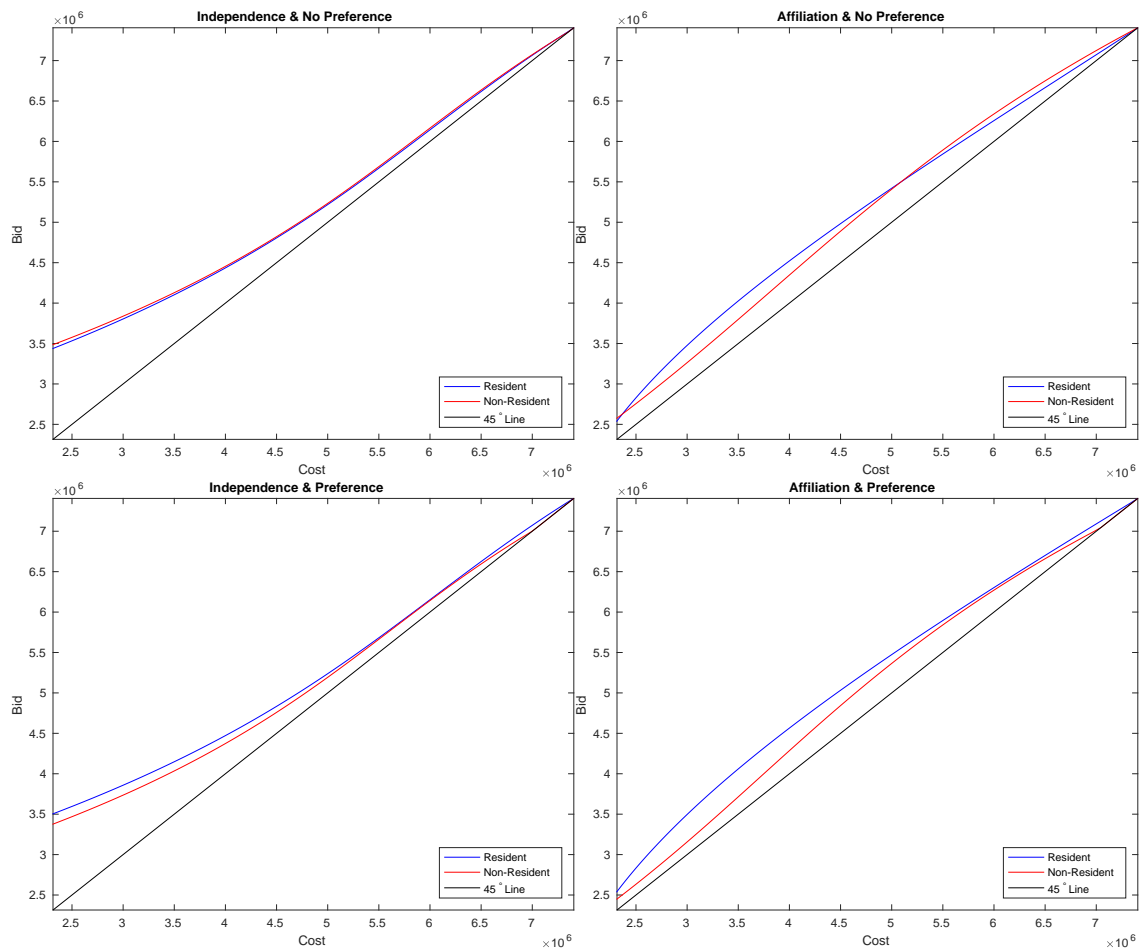 Independence & No Preference
×10^6
7
6.5
6
5.5
5
4.5
4
3.5
3
2.5
Bid
2.5 3 3.5 4 4.5 5 5.5 6 6.5 7
Cost
×10^6
Resident
Non-Resident
45° Line
Affiliation & No Preference
×10^6
7
6.5
6
5.5
5
4.5
4
3.5
3
2.5
Bid
2.5 3 3.5 4 4.5 5 5.5 6 6.5 7
Cost
×10^6
Resident
Non-Resident
45° Line
Independence & Preference
×10^6
7
6.5
6
5.5
5
4.5
4
3.5
3
2.5
Bid
2.5 3 3.5 4 4.5 5 5.5 6 6.5 7
Cost
×10^6
Resident
Non-Resident
45° Line
Affiliation & Preference
×10^6
7
6.5
6
5.5
5
4.5
4
3.5
3
2.5
Bid
2.5 3 3.5 4 4.5 5 5.5 6 6.5 7
Cost
×10^6
Resident
Non-Resident
45° Line